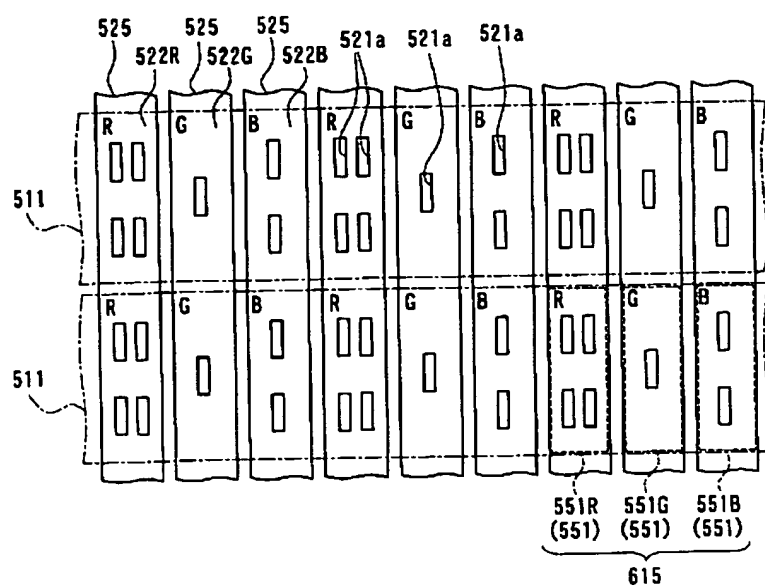 525 525 525 521a 521a 521a
522R 522G 522B
R G B R G B R G B
511
R G B R G B R G B
511
551R 551G 551B
(551) (551) (551)
615